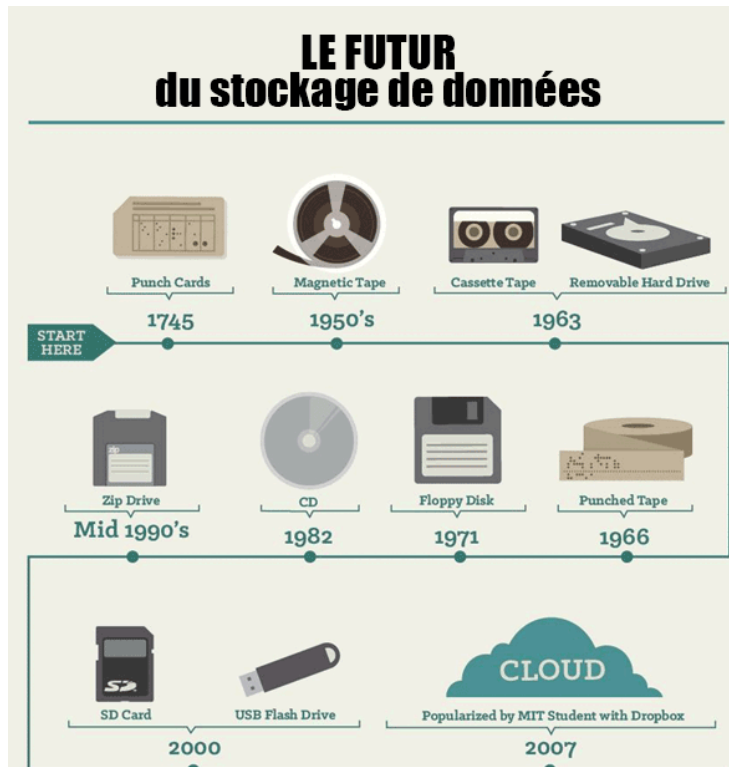 LE FUTUR
du stockage de données
Punch Cards
Magnetic Tape
Cassette Tape
Removable Hard Drive
1745
1950's
1963
START
HERE
zip
Zip Drive
CD
Floppy Disk
Punched Tape
Mid 1990's
1982
1971
1966
SD
CLOUD
SD Card
USB Flash Drive
Popularized by MIT Student with Dropbox
2000
2007